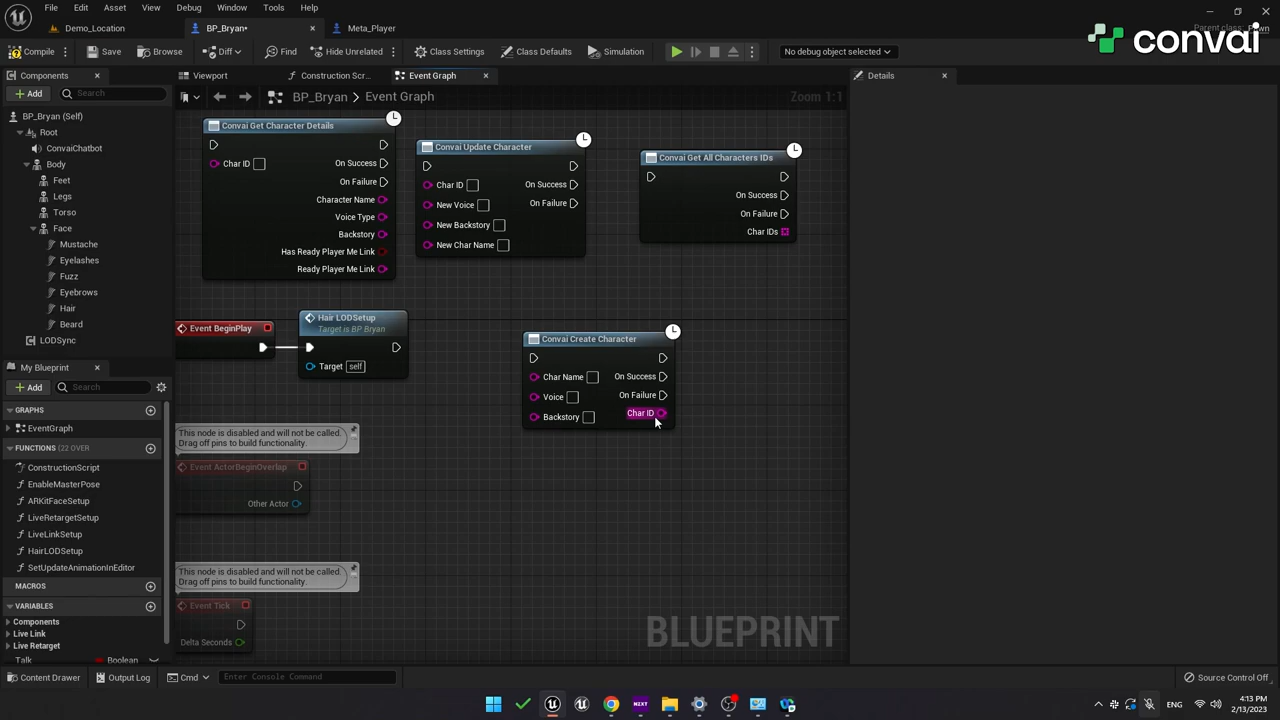 File Edit Asset View Debug Window Tools Help
Demo_Location
BP_Bryan*
Meta_Player
Parent class: Pawn
convai
Compile
Save
Browse
Diff
Find
Hide Unrelated
Class Settings
Class Defaults
Simulation
No debug object selected
Components
Viewport
Construction Scr...
Event Graph
Details
Add
Search
BP_Bryan > Event Graph
Zoom 1:1
BP_Bryan (Self)
Root
ConvaiChatbot
Body
Feet
Legs
Torso
Face
Mustache
Eyelashes
Fuzz
Eyebrows
Hair
Beard
LODSync
My Blueprint
Add
Search
GRAPHS
EventGraph
FUNCTIONS (22 OVER
ConstructionScript
EnableMasterPose
ARKitFaceSetup
LiveRetargetSetup
LiveLinkSetup
HairLODSetup
SetUpdateAnimationInEditor
MACROS
VARIABLES
Components
Live Link
Live Retarget
Talk Boolean
Convai Get Character Details
Char ID
On Success
On Failure
Character Name
Voice Type
Backstory
Has Ready Player Me Link
Ready Player Me Link
Convai Update Character
Char ID
On Success
New Voice
On Failure
New Backstory
New Char Name
Convai Get All Characters IDs
On Success
On Failure
Char IDs
Event BeginPlay
Hair LODSetup
Target is BP Bryan
Target self
Convai Create Character
Char Name
On Success
Voice
On Failure
Backstory
Char ID
This node is disabled and will not be called.
Drag off pins to build functionality.
Event ActorBeginOverlap
Other Actor
This node is disabled and will not be called.
Drag off pins to build functionality.
Event Tick
Delta Seconds
BLUEPRINT
Content Drawer
Output Log
Cmd
Enter Console Command
Source Control Off
NEXT
ENG
4:13 PM
2/13/2023